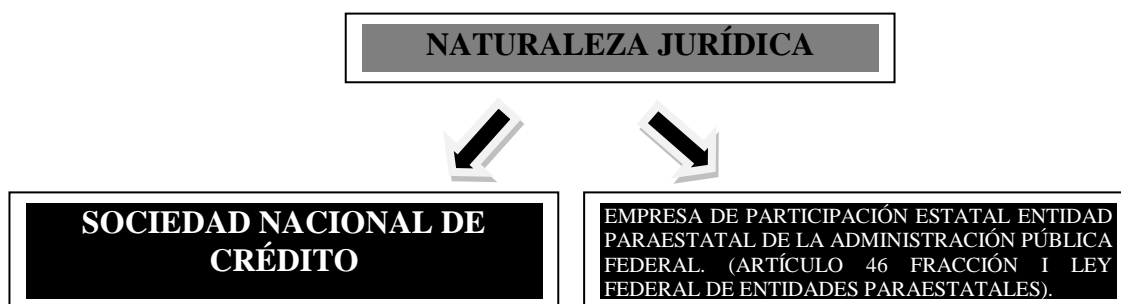 NATURALEZA JURÍDICA
SOCIEDAD NACIONAL DE
CRÉDITO
EMPRESA DE PARTICIPACIÓN ESTATAL ENTIDAD
PARAESTATAL DE LA ADMINISTRACIÓN PÚBLICA
FEDERAL. (ARTÍCULO 46 FRACCIÓN I LEY
FEDERAL DE ENTIDADES PARAESTATALES).